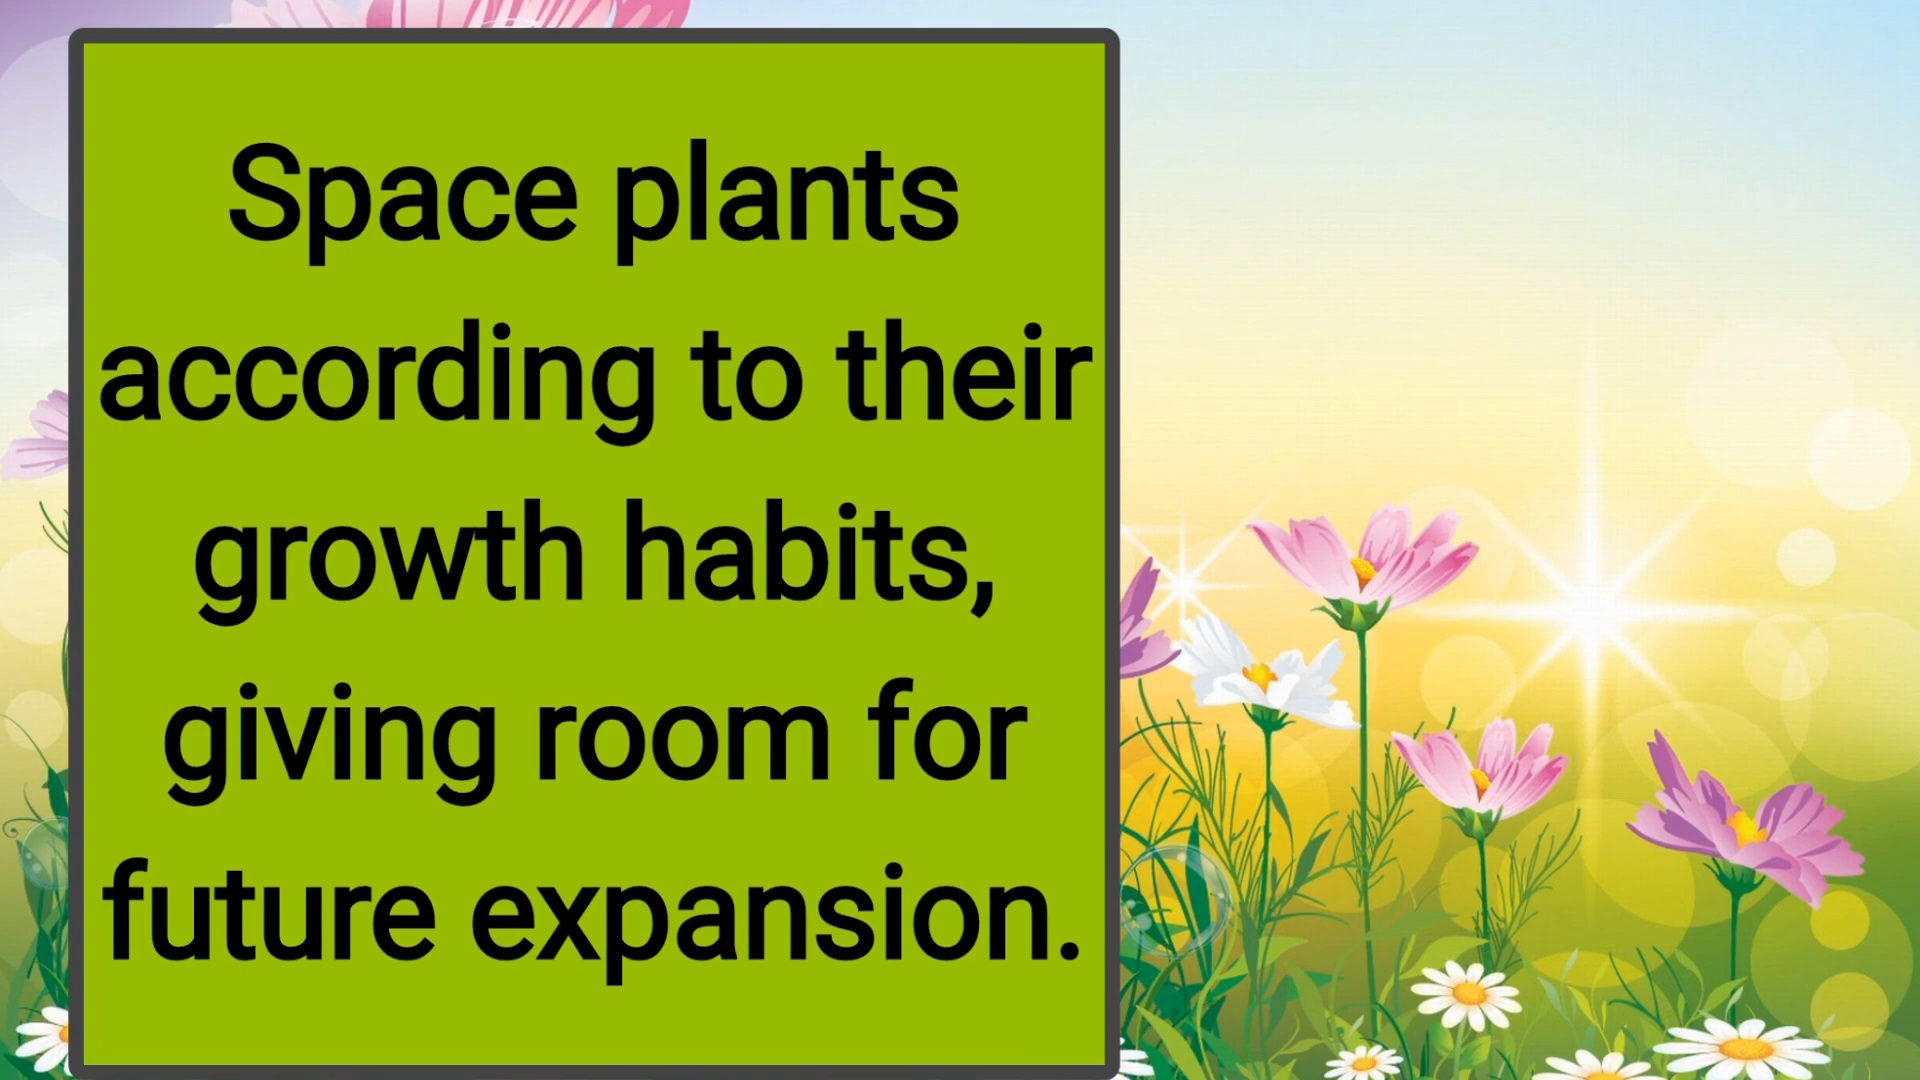 Space plants
according to their
growth habits,
giving room for
future expansion.